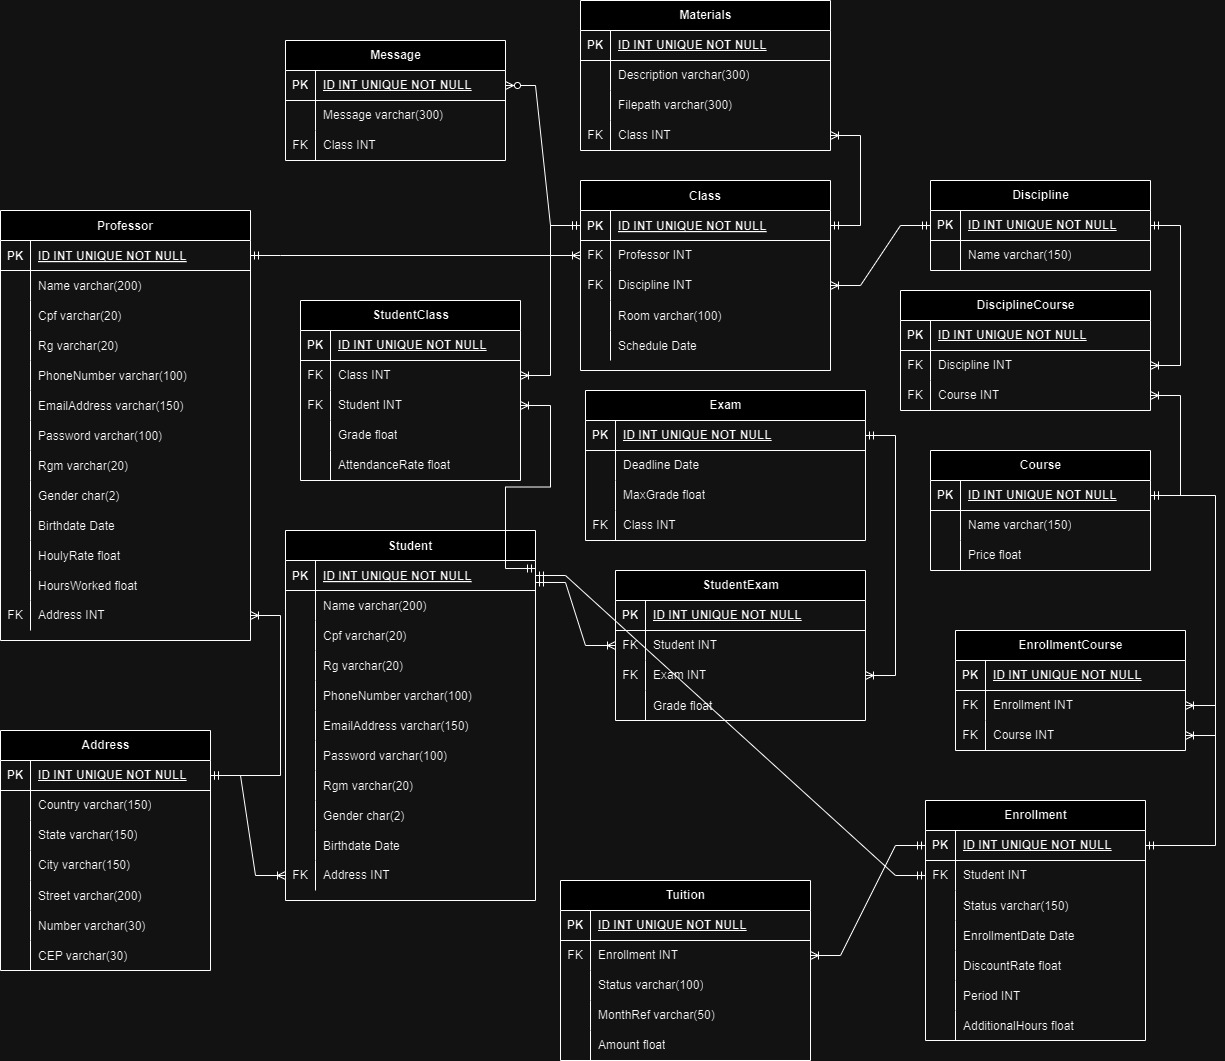 Materials
PK ID INT UNIQUE NOT NULL
Description varchar(300)
Filepath varchar(300)
FK Class INT
Message
PK ID INT UNIQUE NOT NULL
Message varchar(300)
FK Class INT
Class
PK ID INT UNIQUE NOT NULL
FK Professor INT
FK Discipline INT
Room varchar(100)
Schedule Date
Discipline
PK ID INT UNIQUE NOT NULL
Name varchar(150)
Professor
PK ID INT UNIQUE NOT NULL
Name varchar(200)
Cpf varchar(20)
Rg varchar(20)
PhoneNumber varchar(100)
EmailAddress varchar(150)
Password varchar(100)
Rgm varchar(20)
Gender char(2)
Birthdate Date
HoulyRate float
HoursWorked float
FK Address INT
StudentClass
PK ID INT UNIQUE NOT NULL
FK Class INT
FK Student INT
Grade float
AttendanceRate float
DisciplineCourse
PK ID INT UNIQUE NOT NULL
FK Discipline INT
FK Course INT
Exam
PK ID INT UNIQUE NOT NULL
Deadline Date
MaxGrade float
FK Class INT
Course
PK ID INT UNIQUE NOT NULL
Name varchar(150)
Price float
Student
PK ID INT UNIQUE NOT NULL
Name varchar(200)
Cpf varchar(20)
Rg varchar(20)
PhoneNumber varchar(100)
EmailAddress varchar(150)
Password varchar(100)
Rgm varchar(20)
Gender char(2)
Birthdate Date
FK Address INT
StudentExam
PK ID INT UNIQUE NOT NULL
FK Student INT
FK Exam INT
Grade float
EnrollmentCourse
PK ID INT UNIQUE NOT NULL
FK Enrollment INT
FK Course INT
Address
PK ID INT UNIQUE NOT NULL
Country varchar(150)
State varchar(150)
City varchar(150)
Street varchar(200)
Number varchar(30)
CEP varchar(30)
Enrollment
PK ID INT UNIQUE NOT NULL
FK Student INT
Status varchar(150)
EnrollmentDate Date
DiscountRate float
Period INT
AdditionalHours float
Tuition
PK ID INT UNIQUE NOT NULL
FK Enrollment INT
Status varchar(100)
MonthRef varchar(50)
Amount float